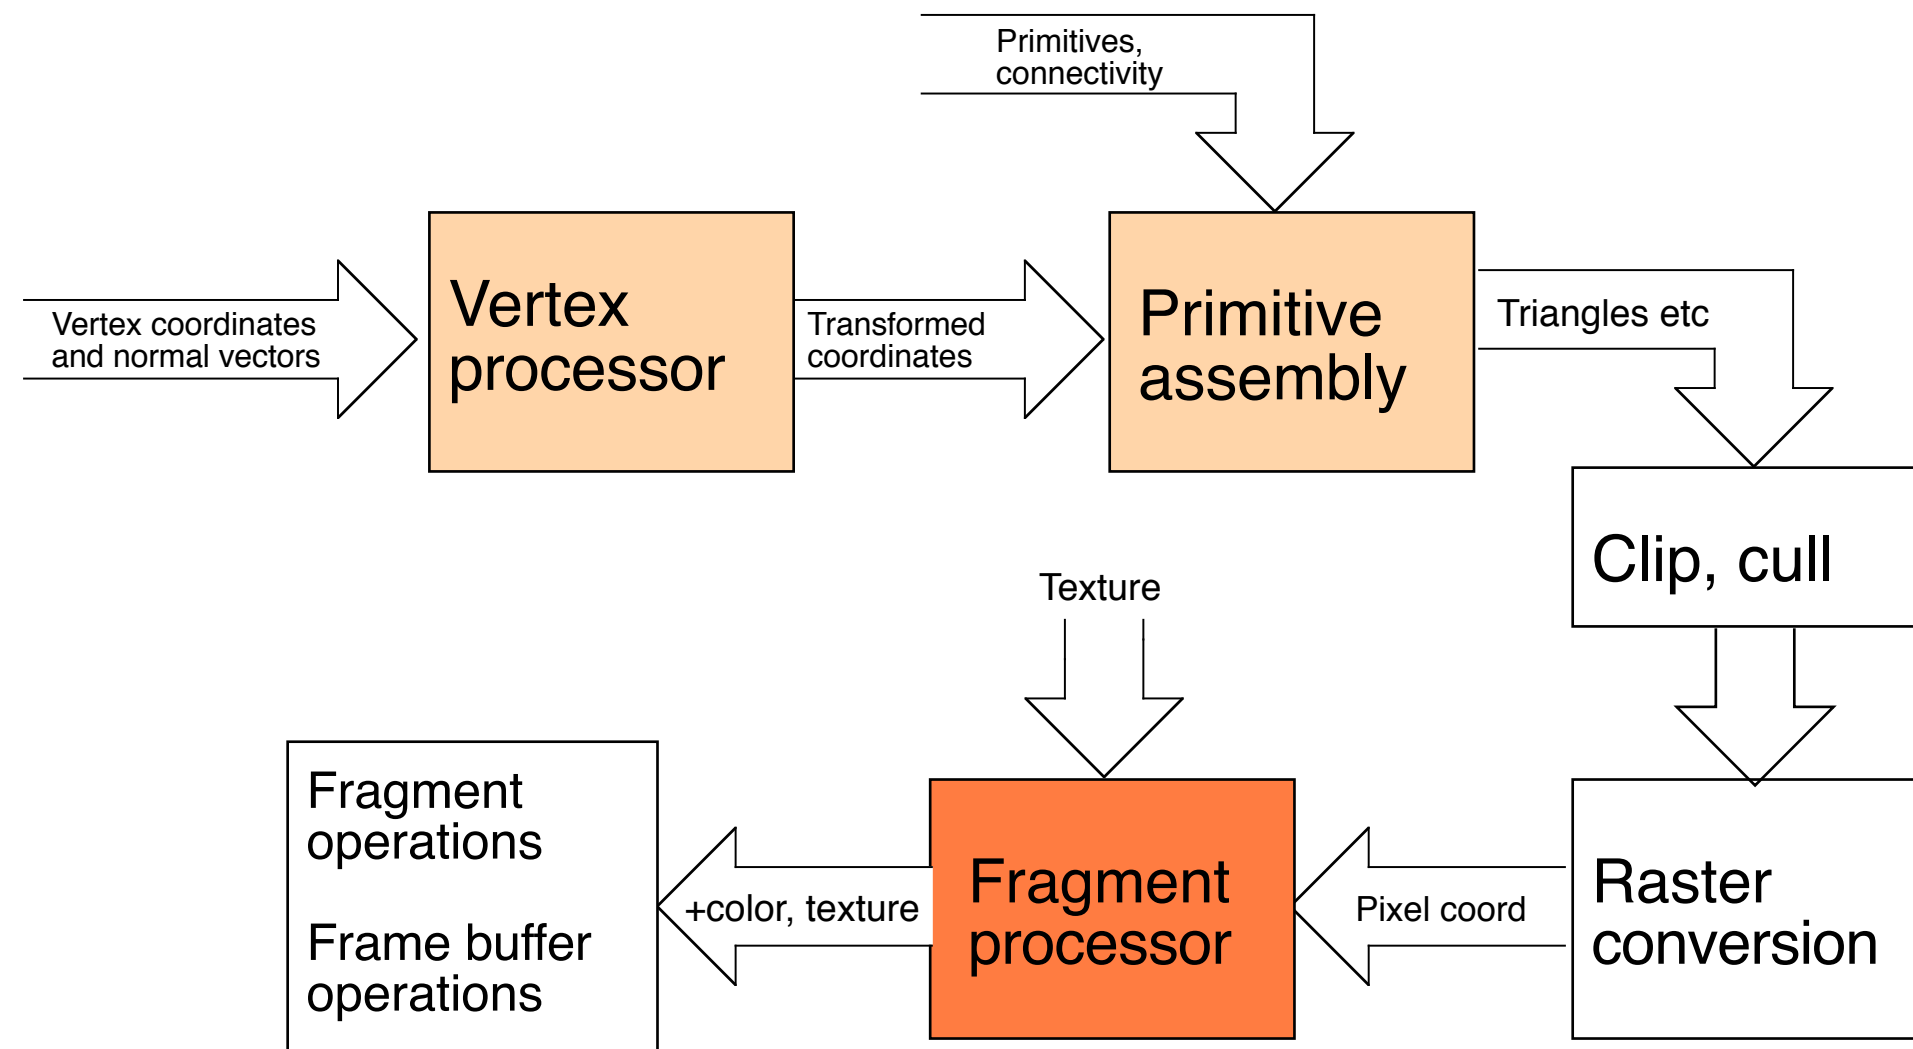 Primitives,
connectivity
Vertex coordinates
and normal vectors
Vertex
processor
Transformed
coordinates
Primitive
assembly
Triangles etc
Clip, cull
Texture
Raster
conversion
Pixel coord
Fragment
processor
+color, texture
Fragment
operations
Frame buffer
operations